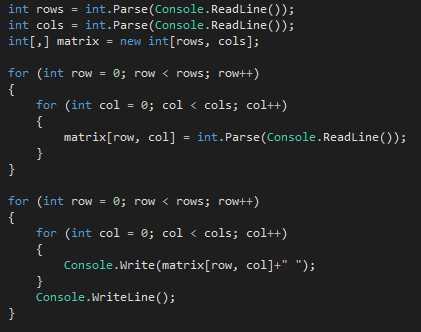 int rows = int.Parse(Console.ReadLine());
int cols = int.Parse(Console.ReadLine());
int[,] matrix = new int[rows, cols];

for (int row = 0; row < rows; row++)
{
    for (int col = 0; col < cols; col++)
    {
        matrix[row, col] = int.Parse(Console.ReadLine());
    }
}

for (int row = 0; row < rows; row++)
{
    for (int col = 0; col < cols; col++)
    {
        Console.Write(matrix[row, col]+" ");
    }
    Console.WriteLine();
}